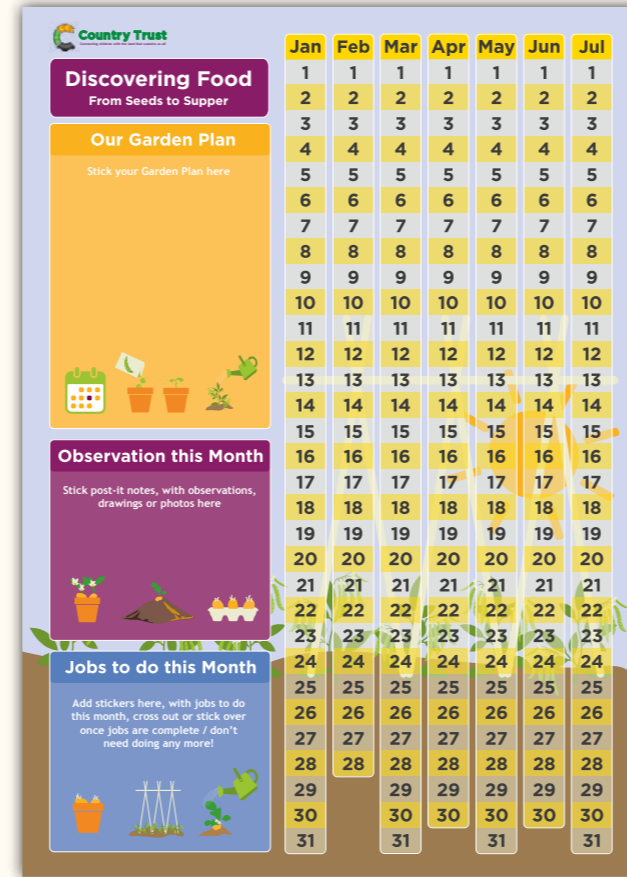 Country Trust
Discovering Food
From Seeds to Supper
Our Garden Plan
Stick your Garden Plan here
Observation this Month
Stick post-it notes, with observations,
drawings or photos here
Jobs to do this Month
Add stickers here, with jobs to do
this month, cross out or stick over
once jobs are complete / don't
need doing any more!
Jan Feb Mar Apr May Jun Jul
1 1 1 1 1 1 1
2 2 2 2 2 2 2
3 3 3 3 3 3 3
4 4 4 4 4 4 4
5 5 5 5 5 5 5
6 6 6 6 6 6 6
7 7 7 7 7 7 7
8 8 8 8 8 8 8
9 9 9 9 9 9 9
10 10 10 10 10 10 10
11 11 11 11 11 11 11
12 12 12 12 12 12 12
13 13 13 13 13 13 13
14 14 14 14 14 14 14
15 15 15 15 15 15 15
16 16 16 16 16 16 16
17 17 17 17 17 17 17
18 18 18 18 18 18 18
19 19 19 19 19 19 19
20 20 20 20 20 20 20
21 21 21 21 21 21 21
22 22 22 22 22 22 22
23 23 23 23 23 23 23
24 24 24 24 24 24 24
25 25 25 25 25 25 25
26 26 26 26 26 26 26
27 27 27 27 27 27 27
28 28 28 28 28 28 28
29 29 29 29 29 29
30 30 30 30 30 30
31 31 31 31